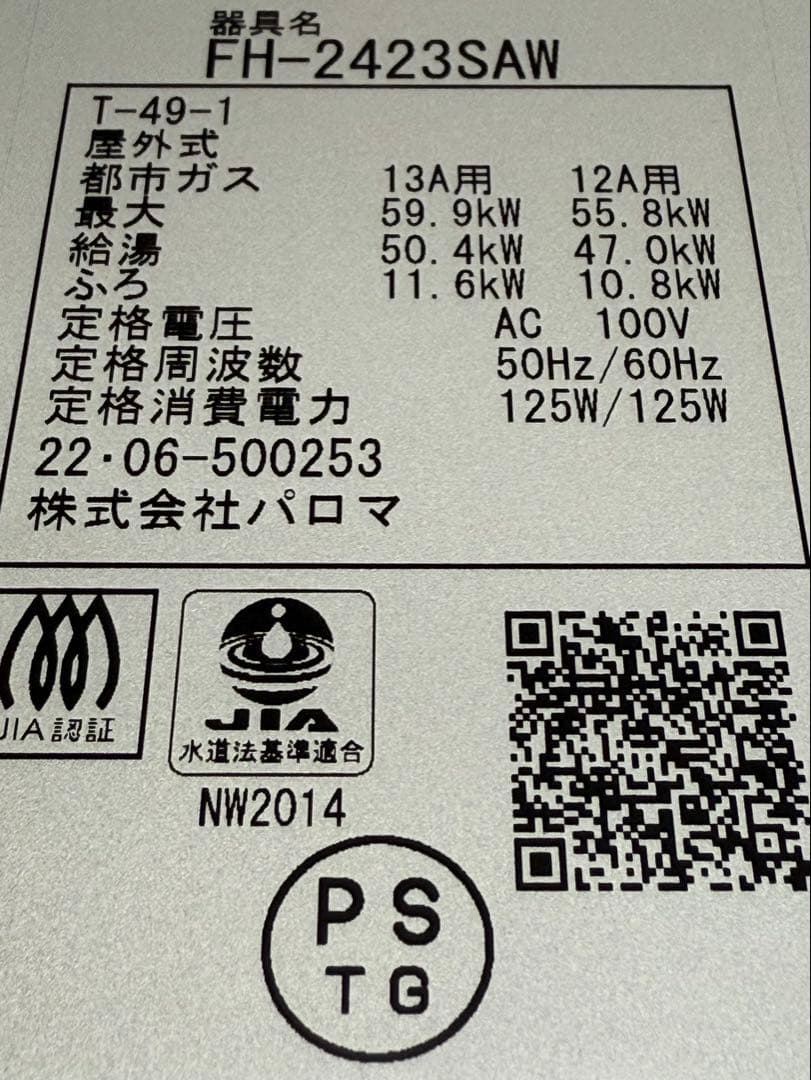 器具名
FH-2423SAW
T-49-1
屋外式
都市ガス 13A用 12A用
最大 59.9kW 55.8kW
給湯 50.4kW 47.0kW
ふろ 11.6kW 10.8kW
定格電圧 AC 100V
定格周波数 50Hz/60Hz
定格消費電力 125W/125W
22・06-500253
株式会社パロマ
JIA認証
JIA
水道法基準適合
NW2014
PS
TG